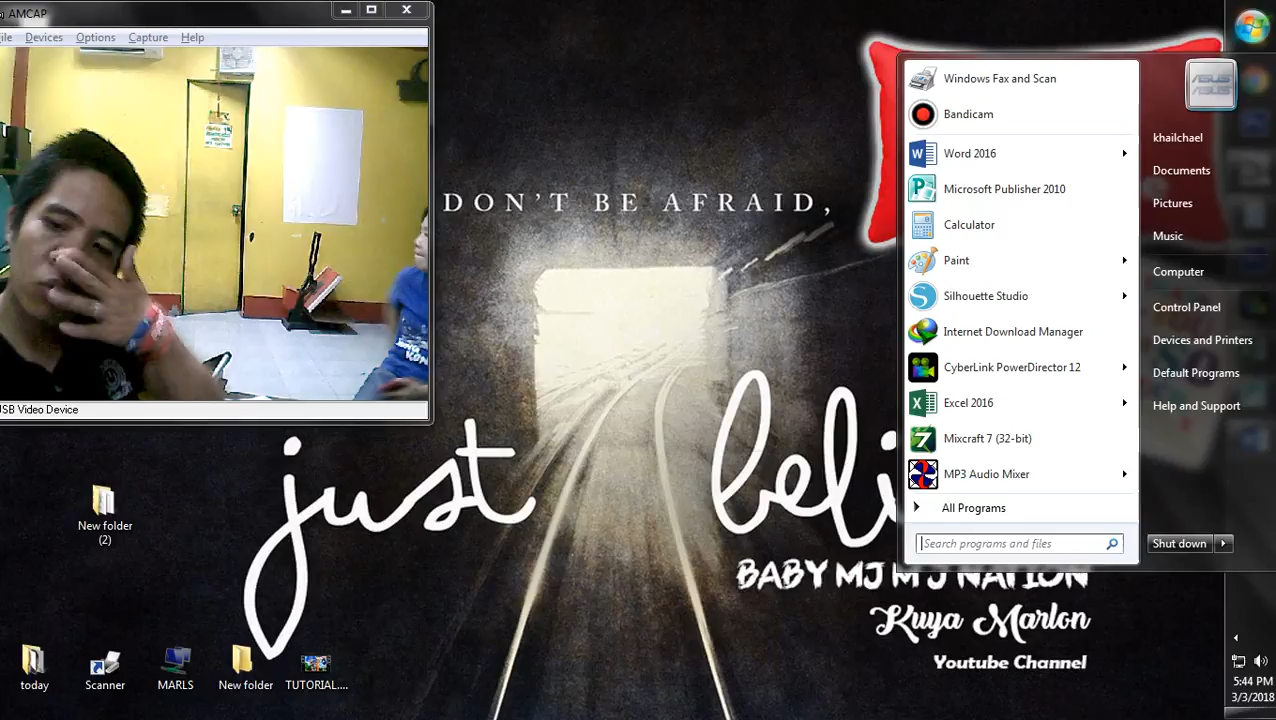 AMCAP
ile Devices Options Capture Help
SB Video Device
DON'T BE AFRAID,
just beli
BABY MJ M J NATION
Kuya Marlon
Youtube Channel
New folder
(2)
today
Scanner
MARLS
New folder
TUTORIAL....
Windows Fax and Scan
Bandicam
Word 2016
Microsoft Publisher 2010
Calculator
Paint
Silhouette Studio
Internet Download Manager
CyberLink PowerDirector 12
Excel 2016
Mixcraft 7 (32-bit)
MP3 Audio Mixer
All Programs
Search programs and files
ASUS
khailchael
Documents
Pictures
Music
Computer
Control Panel
Devices and Printers
Default Programs
Help and Support
Shut down
5:44 PM
3/3/2018